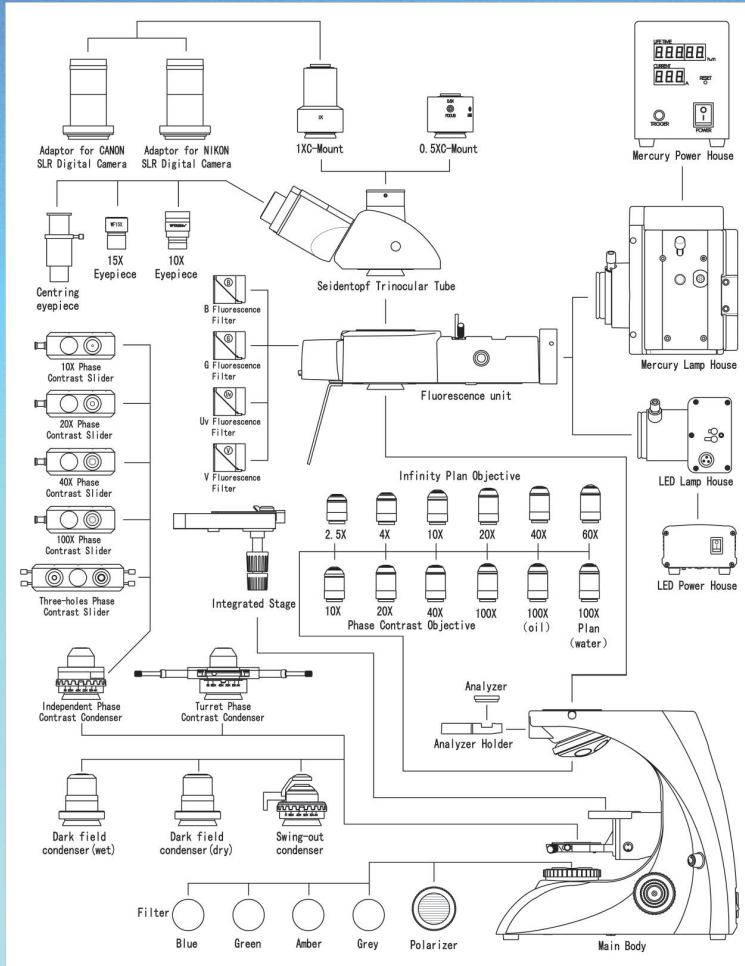 LIFE TIME
h.m
CURRENT
A
RESET
TRIGGER
POWER
Mercury Power House
1X
0.5X
FOCUS
Adaptor for CANON
SLR Digital Camera
Adaptor for NIKON
SLR Digital Camera
1XC-Mount
0.5XC-Mount
WF15X
Centring
eyepiece
15X
Eyepiece
10X
Eyepiece
Seidentopf Trinocular Tube
B
B Fluorescence
Filter
G
G Fluorescence
Filter
Uv
Uv Fluorescence
Filter
V Fluorescence
Filter
Fluorescence unit
Mercury Lamp House
LED Lamp House
LED Power House
10X Phase
Contrast Slider
20X Phase
Contrast Slider
40X Phase
Contrast Slider
100X Phase
Contrast Slider
Three-holes Phase
Contrast Slider
Integrated Stage
Infinity Plan Objective
2.5X
4X
10X
20X
40X
60X
10X
20X
40X
100X
100X
(oil)
100X
Plan
(water)
Phase Contrast Objective
Independent Phase
Contrast Condenser
Turret Phase
Contrast Condenser
Analyzer
Analyzer Holder
Dark field
condenser(wet)
Dark field
condenser(dry)
Swing-out
condenser
Filter
Blue
Green
Amber
Grey
Polarizer
Main Body